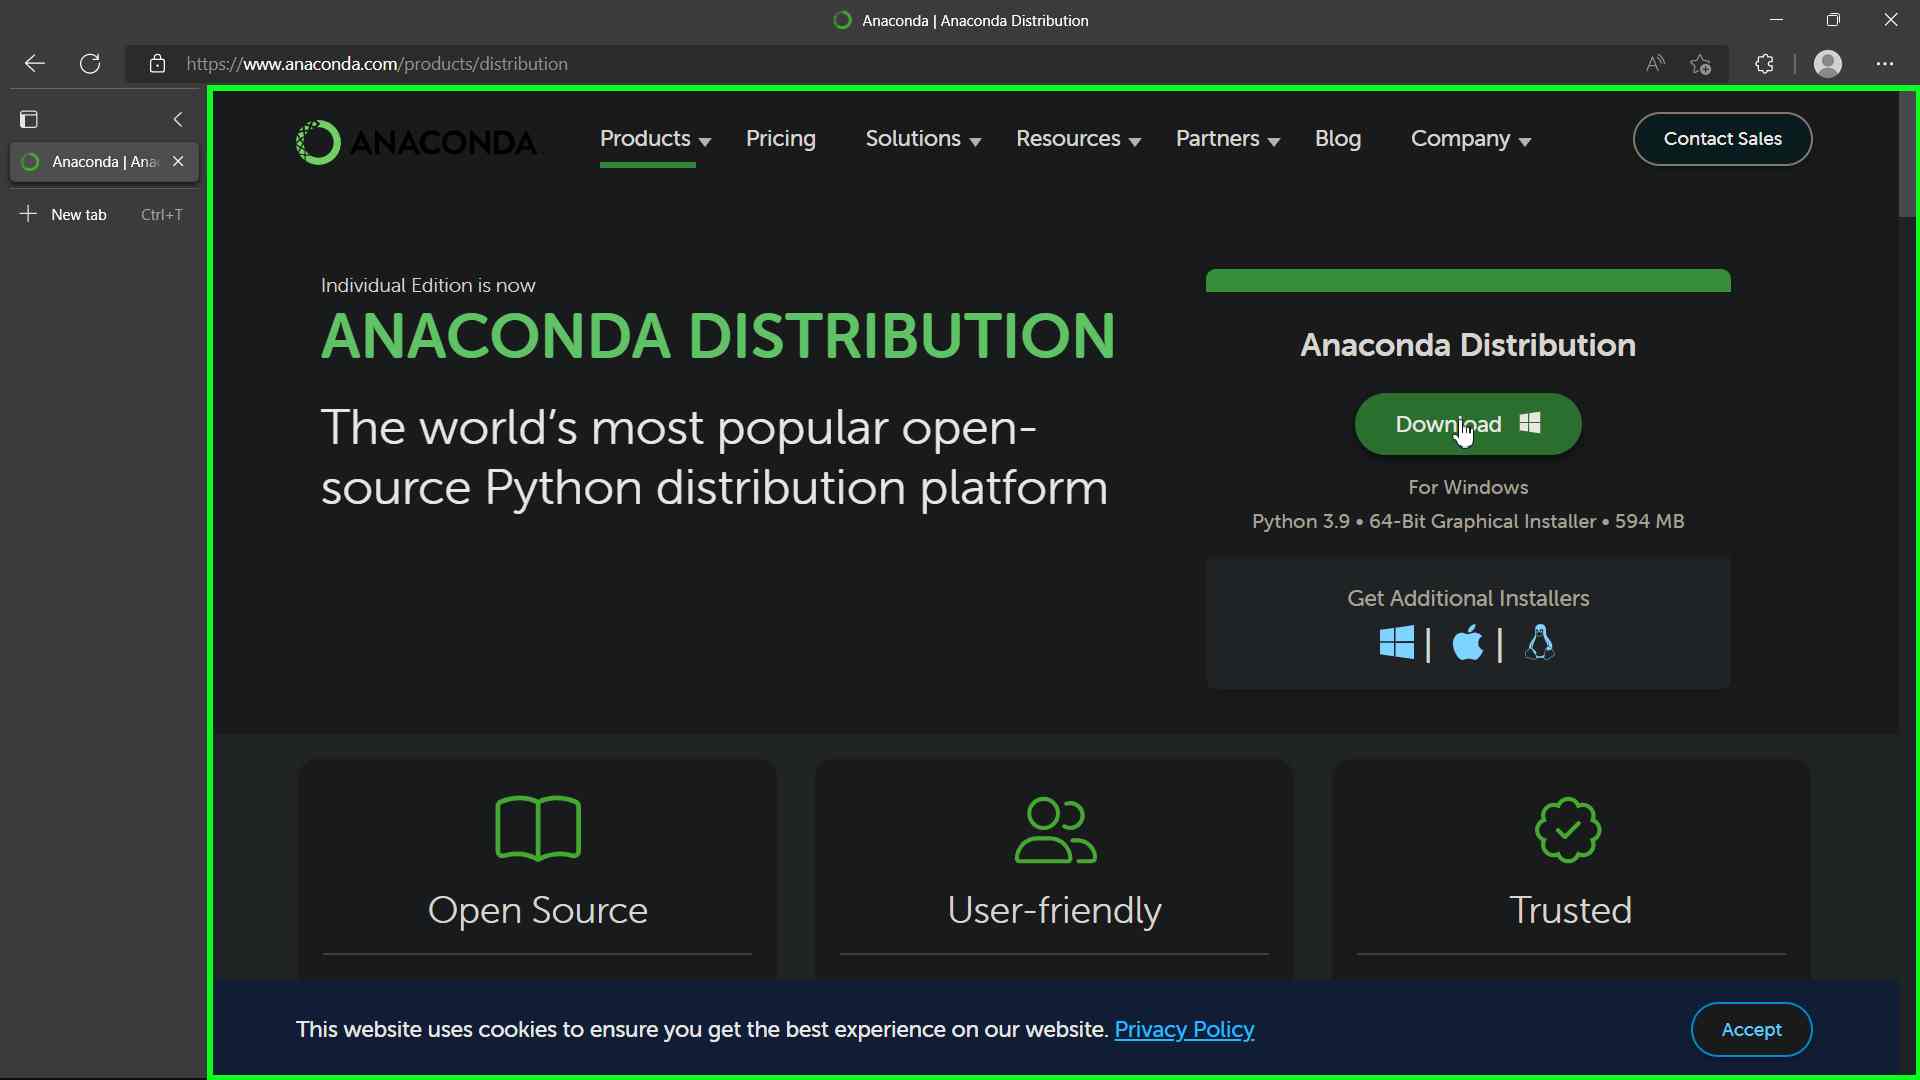 Anaconda | Anaconda Distribution
https://www.anaconda.com/products/distribution
Anaconda | Ana
New tab Ctrl+T
ANACONDA
Products Pricing Solutions Resources Partners Blog Company Contact Sales
Individual Edition is now
ANACONDA DISTRIBUTION
The world's most popular open-
source Python distribution platform
Anaconda Distribution
Download
For Windows
Python 3.9 • 64-Bit Graphical Installer • 594 MB
Get Additional Installers
| |
Open Source
User-friendly
Trusted
This website uses cookies to ensure you get the best experience on our website. Privacy Policy
Accept